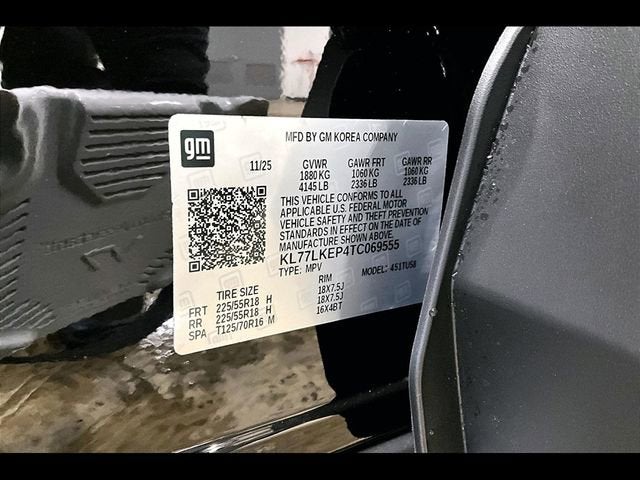 gm
MFD BY GM KOREA COMPANY
11/25 GVWR GAWR FRT GAWR RR
1880 KG 1060 KG 1060 KG
4145 LB 2336 LB 2336 LB
THIS VEHICLE CONFORMS TO ALL
APPLICABLE U.S. FEDERAL MOTOR
VEHICLE SAFETY AND THEFT PREVENTION
STANDARDS IN EFFECT ON THE DATE OF
MANUFACTURE SHOWN ABOVE.
KL77LKEP4TC069555
TYPE: MPV MODEL: 4S1TU58
TIRE SIZE RIM
FRT 225/55R18 H 18X7.5J
RR 225/55R18 H 18X7.5J
SPA T125/70R16 M 16X4BT